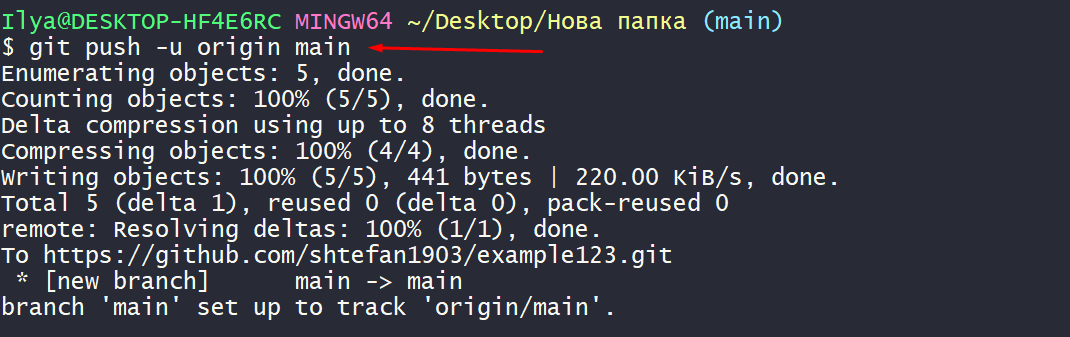 Ilya@DESKTOP-HF4E6RC MINGW64 ~/Desktop/Нова папка (main)
$ git push -u origin main
Enumerating objects: 5, done.
Counting objects: 100% (5/5), done.
Delta compression using up to 8 threads
Compressing objects: 100% (4/4), done.
Writing objects: 100% (5/5), 441 bytes | 220.00 KiB/s, done.
Total 5 (delta 1), reused 0 (delta 0), pack-reused 0
remote: Resolving deltas: 100% (1/1), done.
To https://github.com/shtefan1903/example123.git
 * [new branch]      main -> main
branch 'main' set up to track 'origin/main'.